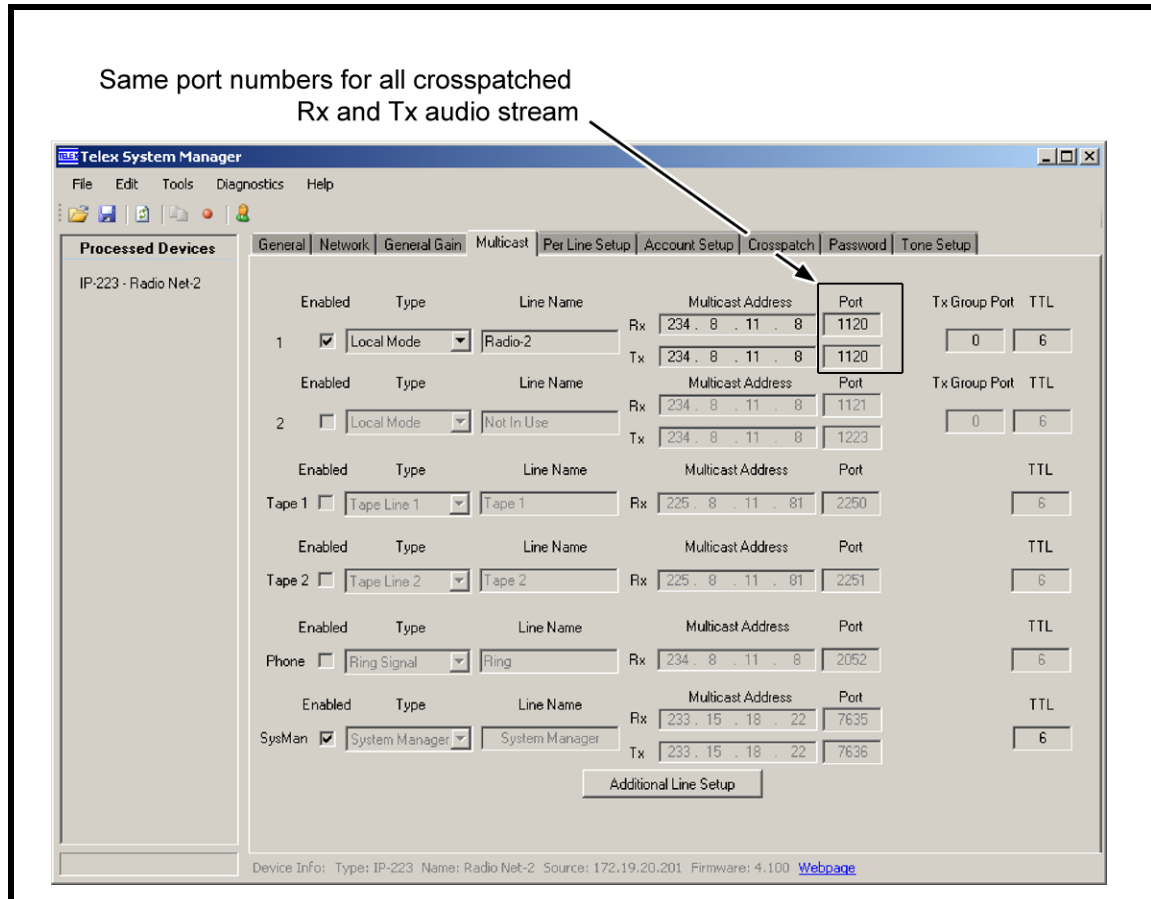 Same port numbers for all crosspatched
Rx and Tx audio stream
TELEX Telex System Manager
File Edit Tools Diagnostics Help
Processed Devices
IP-223 - Radio Net-2
General Network General Gain Multicast Per Line Setup Account Setup Crosspatch Password Tone Setup
Enabled Type Line Name Multicast Address Port Tx Group Port TTL
1 Local Mode Radio-2 Rx 234 . 8 . 11 . 8 1120 0 6
Tx 234 . 8 . 11 . 8 1120
Enabled Type Line Name Multicast Address Port Tx Group Port TTL
2 Local Mode Not In Use Rx 234 . 8 . 11 . 8 1121 0 6
Tx 234 . 8 . 11 . 8 1223
Enabled Type Line Name Multicast Address Port TTL
Tape 1 Tape Line 1 Tape 1 Rx 225 . 8 . 11 . 81 2250 6
Enabled Type Line Name Multicast Address Port TTL
Tape 2 Tape Line 2 Tape 2 Rx 225 . 8 . 11 . 81 2251 6
Enabled Type Line Name Multicast Address Port TTL
Phone Ring Signal Ring Rx 234 . 8 . 11 . 8 2052 6
Enabled Type Line Name Multicast Address Port TTL
SysMan System Manager System Manager Rx 233 . 15 . 18 . 22 7635 6
Tx 233 . 15 . 18 . 22 7636
Additional Line Setup
Device Info: Type: IP-223 Name: Radio Net-2 Source: 172.19.20.201 Firmware: 4.100 Webpage